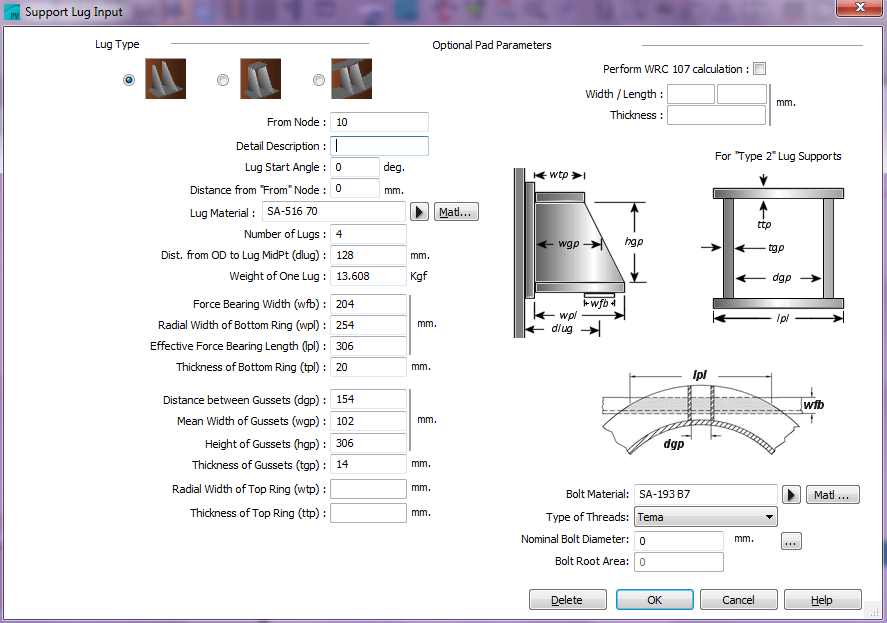 PV Support Lug Input
Lug Type
From Node : 10
Detail Description :
Lug Start Angle : 0 deg.
Distance from "From" Node : 0 mm.
Lug Material : SA-516 70 Matl...
Number of Lugs : 4
Dist. from OD to Lug MidPt (dlug) : 128 mm.
Weight of One Lug : 13.608 Kgf
Force Bearing Width (wfb) : 204
Radial Width of Bottom Ring (wpl) : 254 mm.
Effective Force Bearing Length (lpl) : 306
Thickness of Bottom Ring (tpl) : 20 mm.
Distance between Gussets (dgp) : 154
Mean Width of Gussets (wgp) : 102 mm.
Height of Gussets (hgp) : 306
Thickness of Gussets (tgp) : 14 mm.
Radial Width of Top Ring (wtp) : mm.
Thickness of Top Ring (ttp) : mm.
Optional Pad Parameters
Perform WRC 107 calculation :
Width / Length : mm.
Thickness :
For "Type 2" Lug Supports
wtp
wgp
hgp
wfb
wpl
dlug
ttp
tgp
dgp
lpl
lpl
wfb
dgp
Bolt Material: SA-193 B7 Matl ...
Type of Threads: Tema
Nominal Bolt Diameter: 0 mm. ...
Bolt Root Area: 0
Delete OK Cancel Help